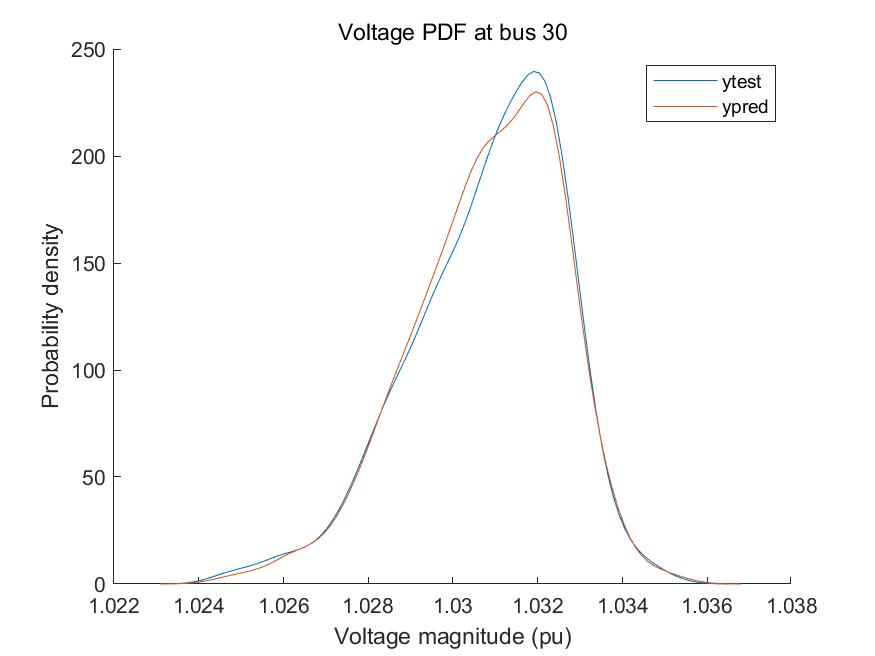 Voltage PDF at bus 30
250
200
150
100
50
0
Probability density
ytest
ypred
1.022 1.024 1.026 1.028 1.03 1.032 1.034 1.036 1.038
Voltage magnitude (pu)